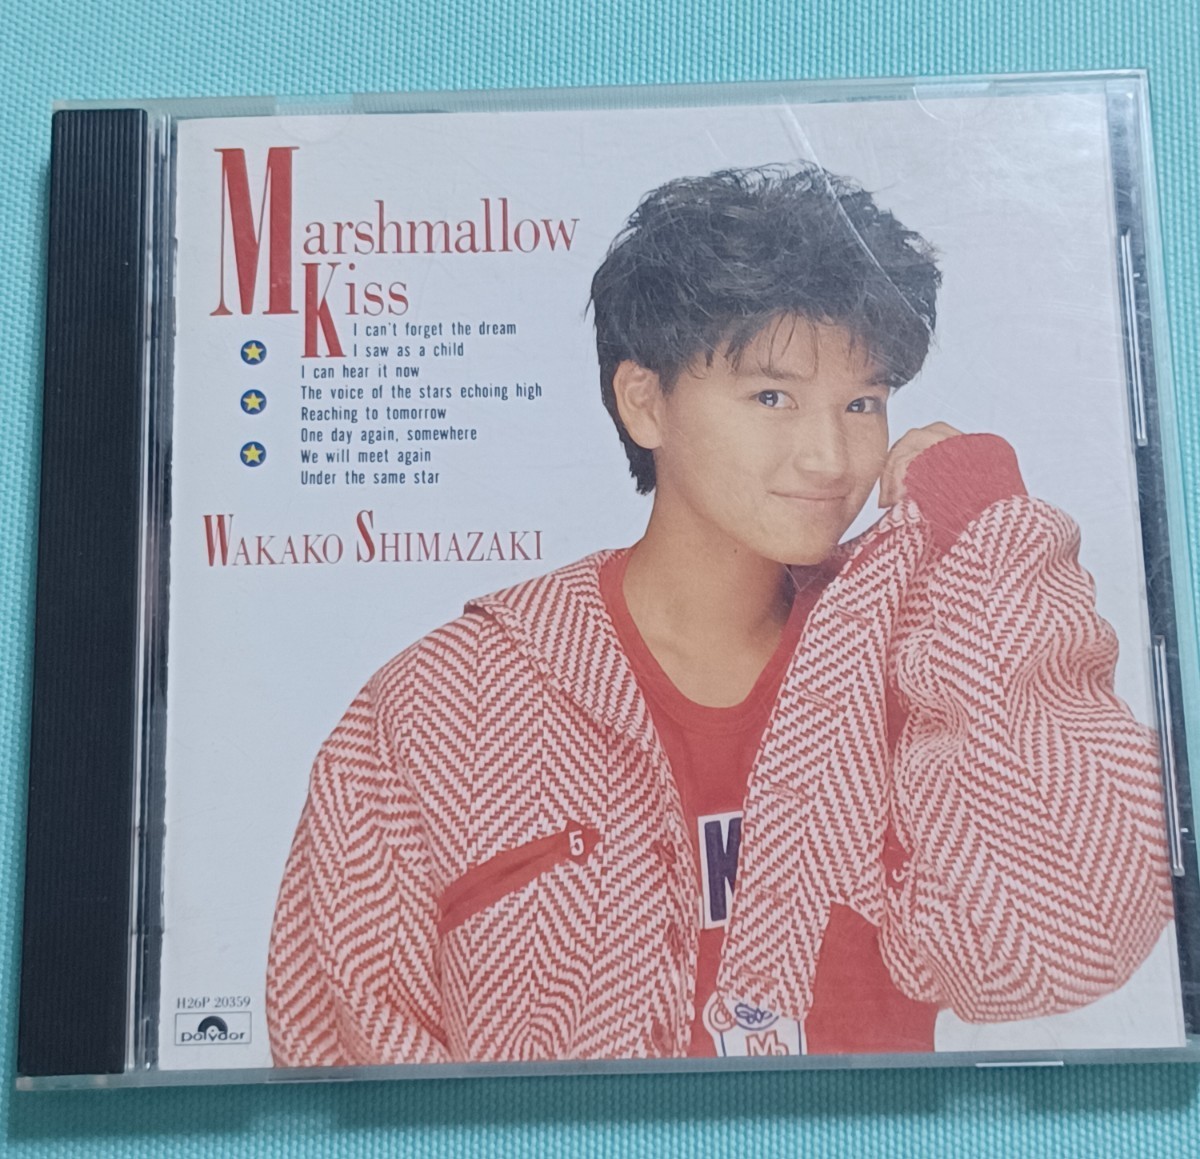 Marshmallow
Kiss
I can't forget the dream
I saw as a child
I can hear it now
The voice of the stars echoing high
Reaching to tomorrow
One day again, somewhere
We will meet again
Under the same star
WAKAKO SHIMAZAKI
5
K
H26P 20359
polydor